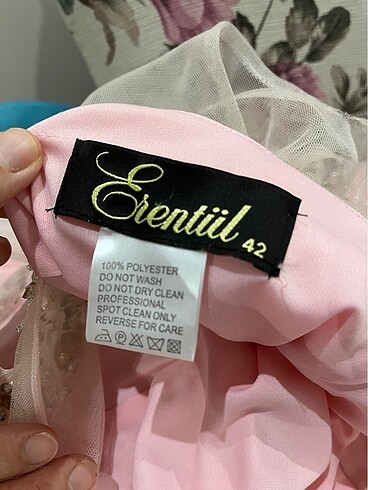 Erentül
42
100% POLYESTER
DO NOT WASH
DO NOT DRY CLEAN
PROFESSIONAL
SPOT CLEAN ONLY
REVERSE FOR CARE